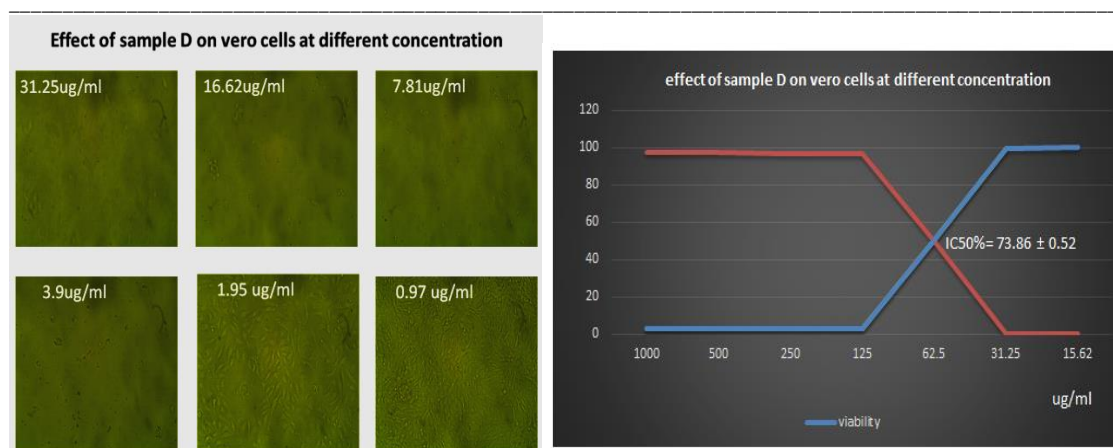 Effect of sample D on vero cells at different concentration
31.25ug/ml
16.62ug/ml
7.81ug/ml
3.9ug/ml
1.95 ug/ml
0.97 ug/ml
effect of sample D on vero cells at different concentration
120
100
80
60
40
20
0
IC50%= 73.86 ± 0.52
1000 500 250 125 62.5 31.25 15.62
ug/ml
viability